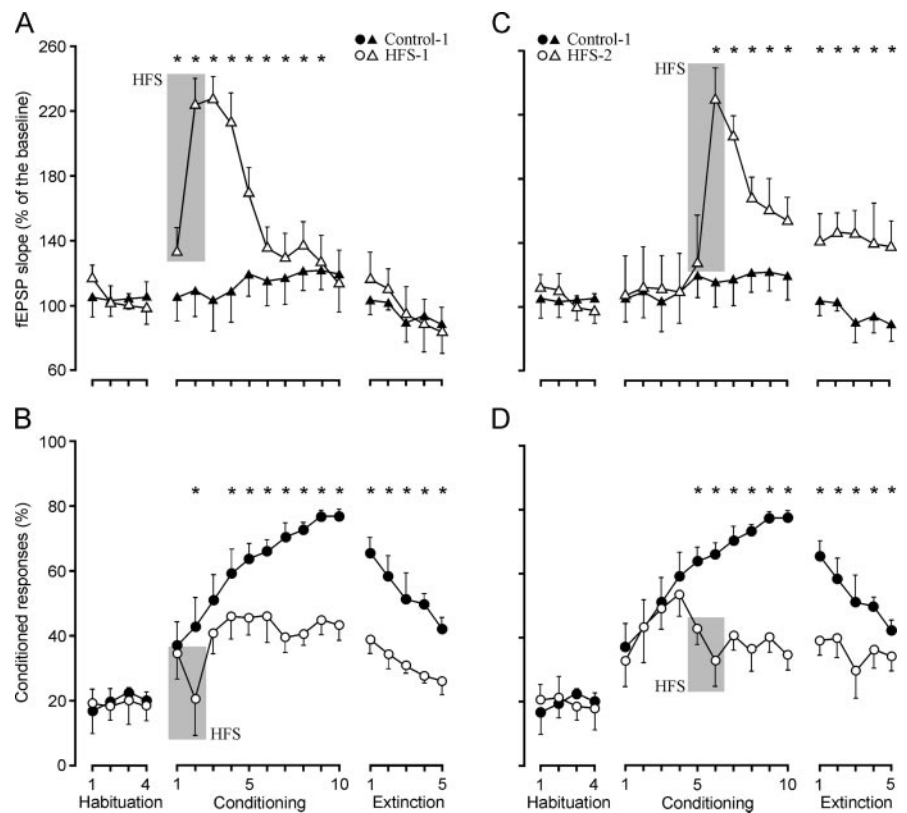 A
* * * * * * * * *
Control-1
HFS-1
HFS
fEPSP slope (% of the baseline)
260
220
180
140
100
60
C
* * * * * *
* * * * *
Control-1
HFS-2
HFS
B
* * * * * * * *
* * * * *
Conditioned responses (%)
100
80
60
40
20
0
HFS
1 4
Habituation
1 5 10
Conditioning
1 5
Extinction
D
* * * * * *
* * * * *
HFS
1 4
Habituation
1 5 10
Conditioning
1 5
Extinction